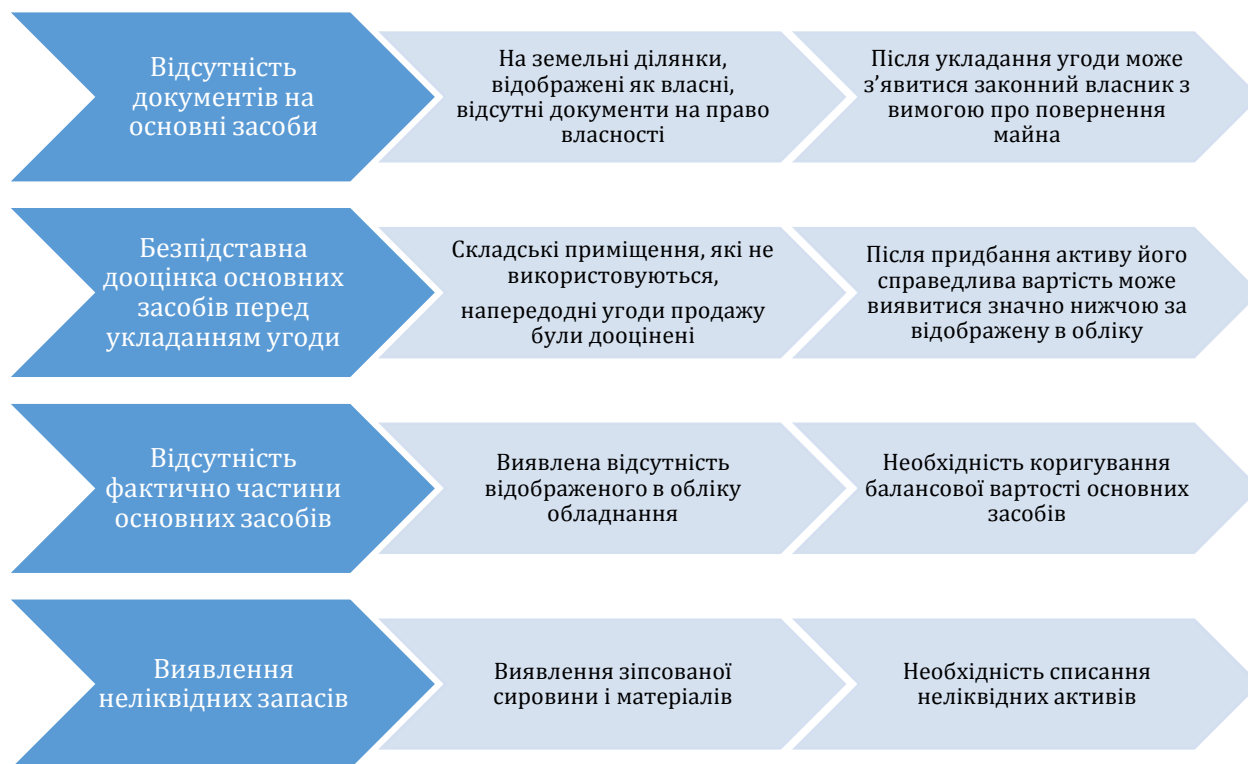 Відсутність
документів на
основні засоби
На земельні ділянки,
відображені як власні,
відсутні документи на право
власності
Після укладання угоди може
з’явитися законний власник з
вимогою про повернення
майна
Безпідставна
дооцінка основних
засобів перед
укладанням угоди
Складські приміщення, які не
використовуються,
напередодні угоди продажу
були дооцінені
Після придбання активу його
справедлива вартість може
виявитися значно нижчою за
відображену в обліку
Відсутність
фактично частини
основних засобів
Виявлена відсутність
відображеного в обліку
обладнання
Необхідність коригування
балансової вартості основних
засобів
Виявлення
неліквідних запасів
Виявлення зіпсованої
сировини і матеріалів
Необхідність списання
неліквідних активів